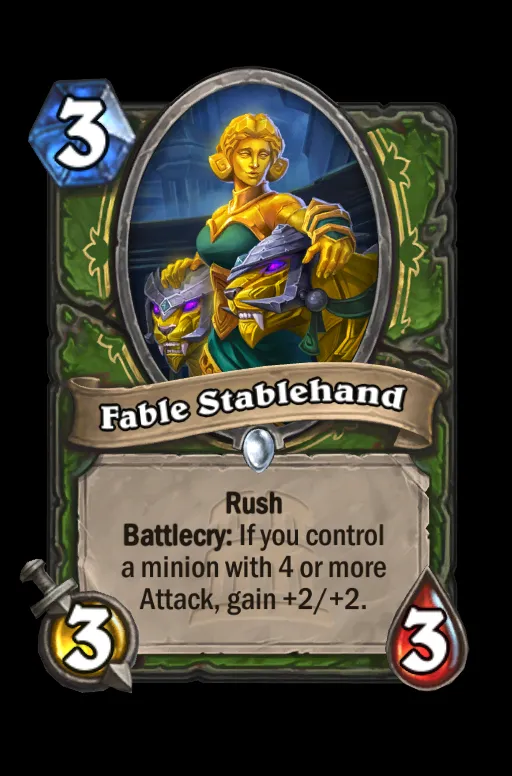 3
Fable Stablehand
Rush
Battlecry: If you control
a minion with 4 or more
Attack, gain +2/+2.
3
3